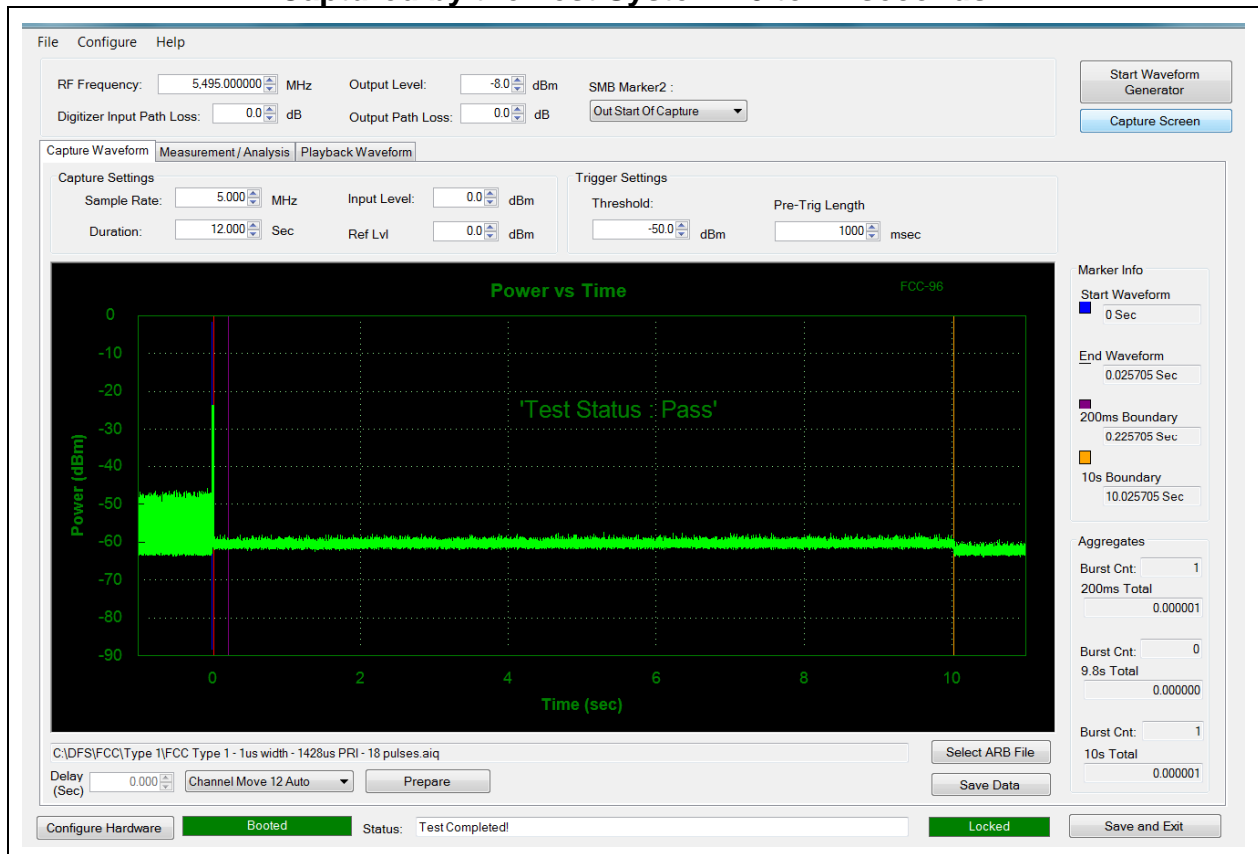 File Configure Help
RF Frequency: 5,495.000000 MHz Output Level: -8.0 dBm SMB Marker2 :
Digitizer Input Path Loss: 0.0 dB Output Path Loss: 0.0 dB Out Start Of Capture
Start Waveform Generator
Capture Screen
Capture Waveform Measurement / Analysis Playback Waveform
Capture Settings
Sample Rate: 5.000 MHz Input Level: 0.0 dBm
Duration: 12.000 Sec Ref Lvl 0.0 dBm
Trigger Settings
Threshold: Pre-Trig Length
-50.0 dBm 1000 msec
Power vs Time
FCC-96
0
-10
-20
-30
-40
-50
-60
-70
-80
-90
Power (dBm)
'Test Status : Pass'
0 2 4 6 8 10
Time (sec)
Marker Info
Start Waveform
0 Sec
End Waveform
0.025705 Sec
200ms Boundary
0.225705 Sec
10s Boundary
10.025705 Sec
Aggregates
Burst Cnt: 1
200ms Total
0.000001
Burst Cnt: 0
9.8s Total
0.000000
Burst Cnt: 1
10s Total
0.000001
C:\DFS\FCC\Type 1\FCC Type 1 - 1us width - 1428us PRI - 18 pulses.aiq
Select ARB File
Delay (Sec) 0.000 Channel Move 12 Auto Prepare
Save Data
Configure Hardware Booted Status: Test Completed! Locked Save and Exit